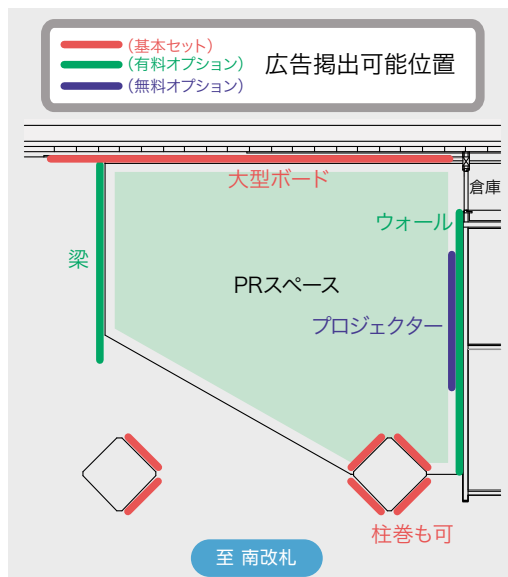 (基本セット)
(有料オプション)
(無料オプション)
広告掲出可能位置
大型ボード
倉庫
ウォール
梁
PRスペース
プロジェクター
柱巻も可
至 南改札